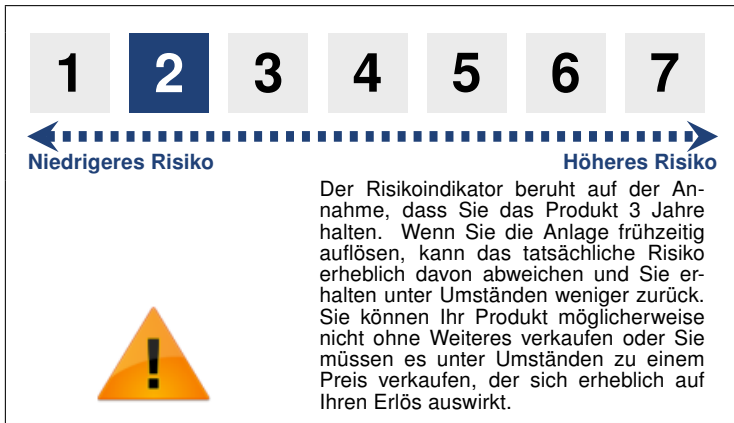 1 2 3 4 5 6 7
Niedrigeres Risiko Höheres Risiko
Der Risikoindikator beruht auf der An-
nahme, dass Sie das Produkt 3 Jahre
halten. Wenn Sie die Anlage frühzeitig
auflösen, kann das tatsächliche Risiko
erheblich davon abweichen und Sie er-
halten unter Umständen weniger zurück.
Sie können Ihr Produkt möglicherweise
nicht ohne Weiteres verkaufen oder Sie
müssen es unter Umständen zu einem
Preis verkaufen, der sich erheblich auf
Ihren Erlös auswirkt.
!